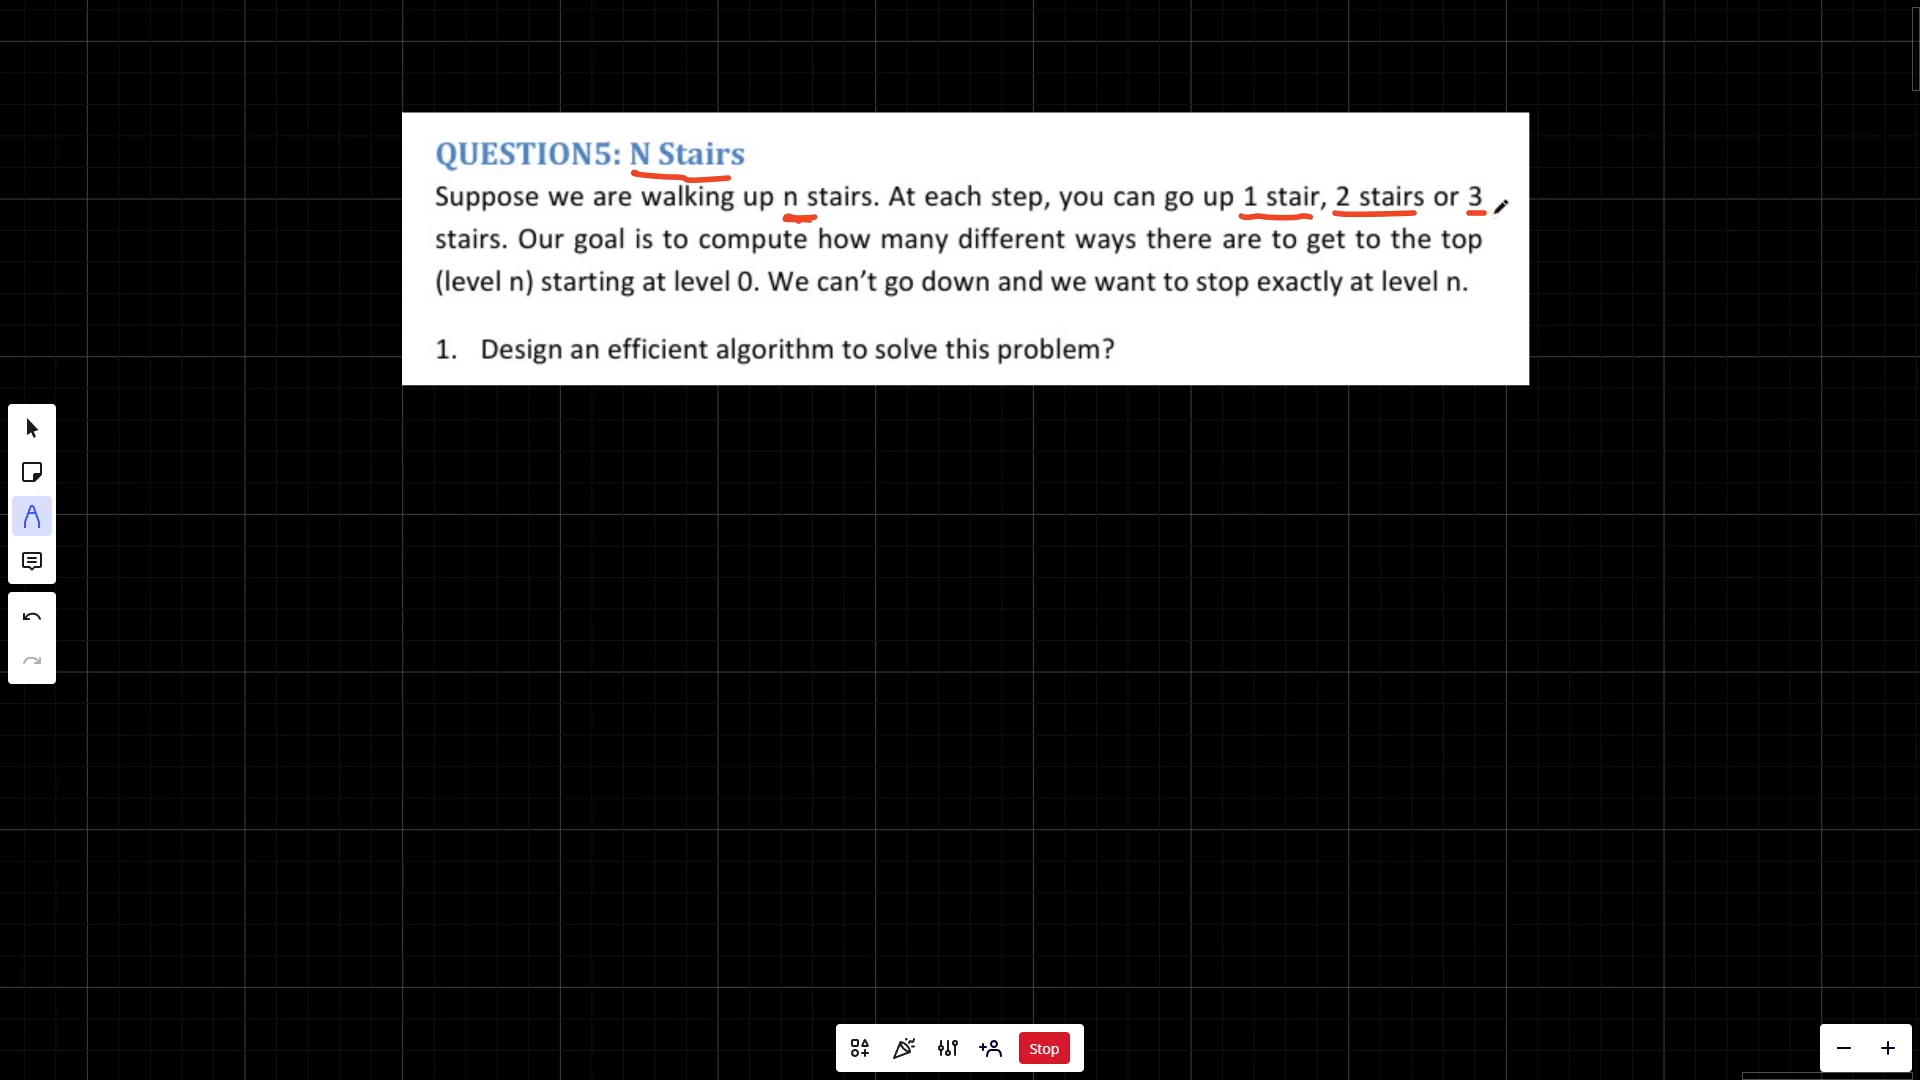 QUESTION5: N Stairs
Suppose we are walking up n stairs. At each step, you can go up 1 stair, 2 stairs or 3
stairs. Our goal is to compute how many different ways there are to get to the top
(level n) starting at level 0. We can't go down and we want to stop exactly at level n.
1. Design an efficient algorithm to solve this problem?
Stop